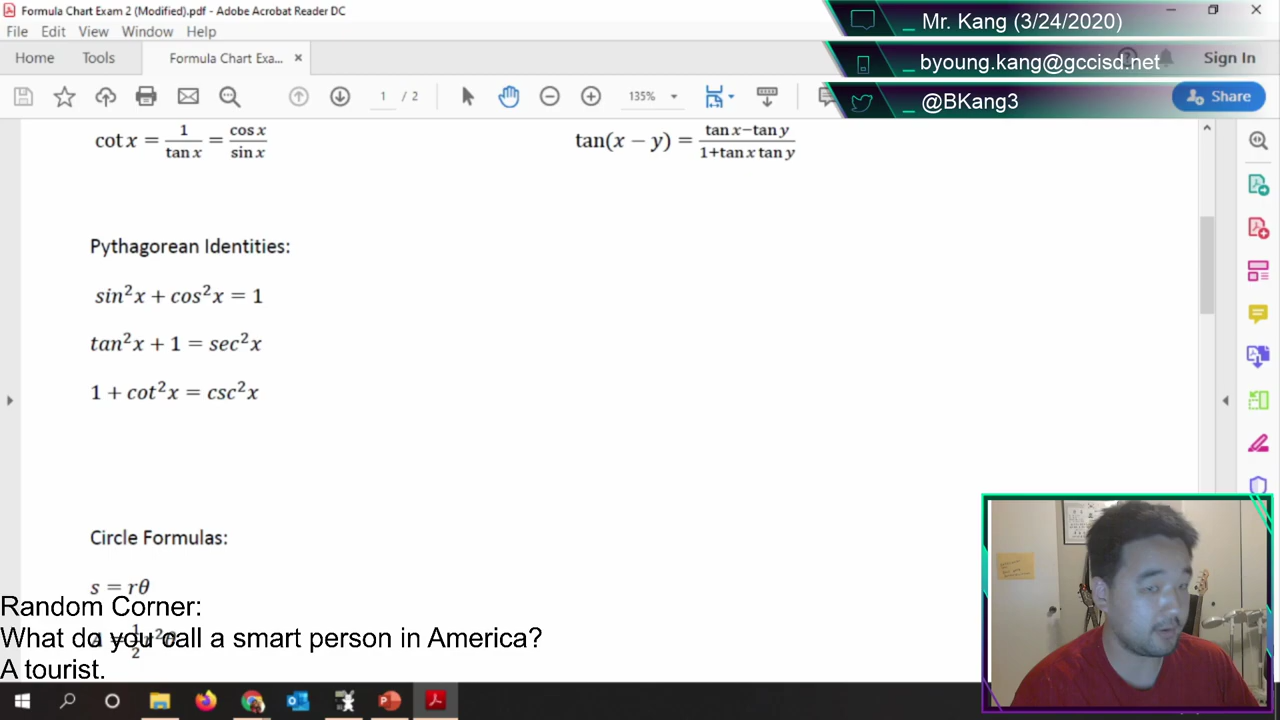 Formula Chart Exam 2 (Modified).pdf - Adobe Acrobat Reader DC
File Edit View Window Help
Home Tools Formula Chart Exa... ×
Sign In
1 / 2 135% Share
_ Mr. Kang (3/24/2020)
_ byoung.kang@gccisd.net
_ @BKang3
cot x = 1/tan x = cos x/sin x
tan(x − y) = tan x−tan y/1+tan x tan y
Pythagorean Identities:
sin²x + cos²x = 1
tan²x + 1 = sec²x
1 + cot²x = csc²x
Circle Formulas:
s = rθ
Random Corner:
What do you call a smart person in America?
A = 1/2 r²θ
A tourist.